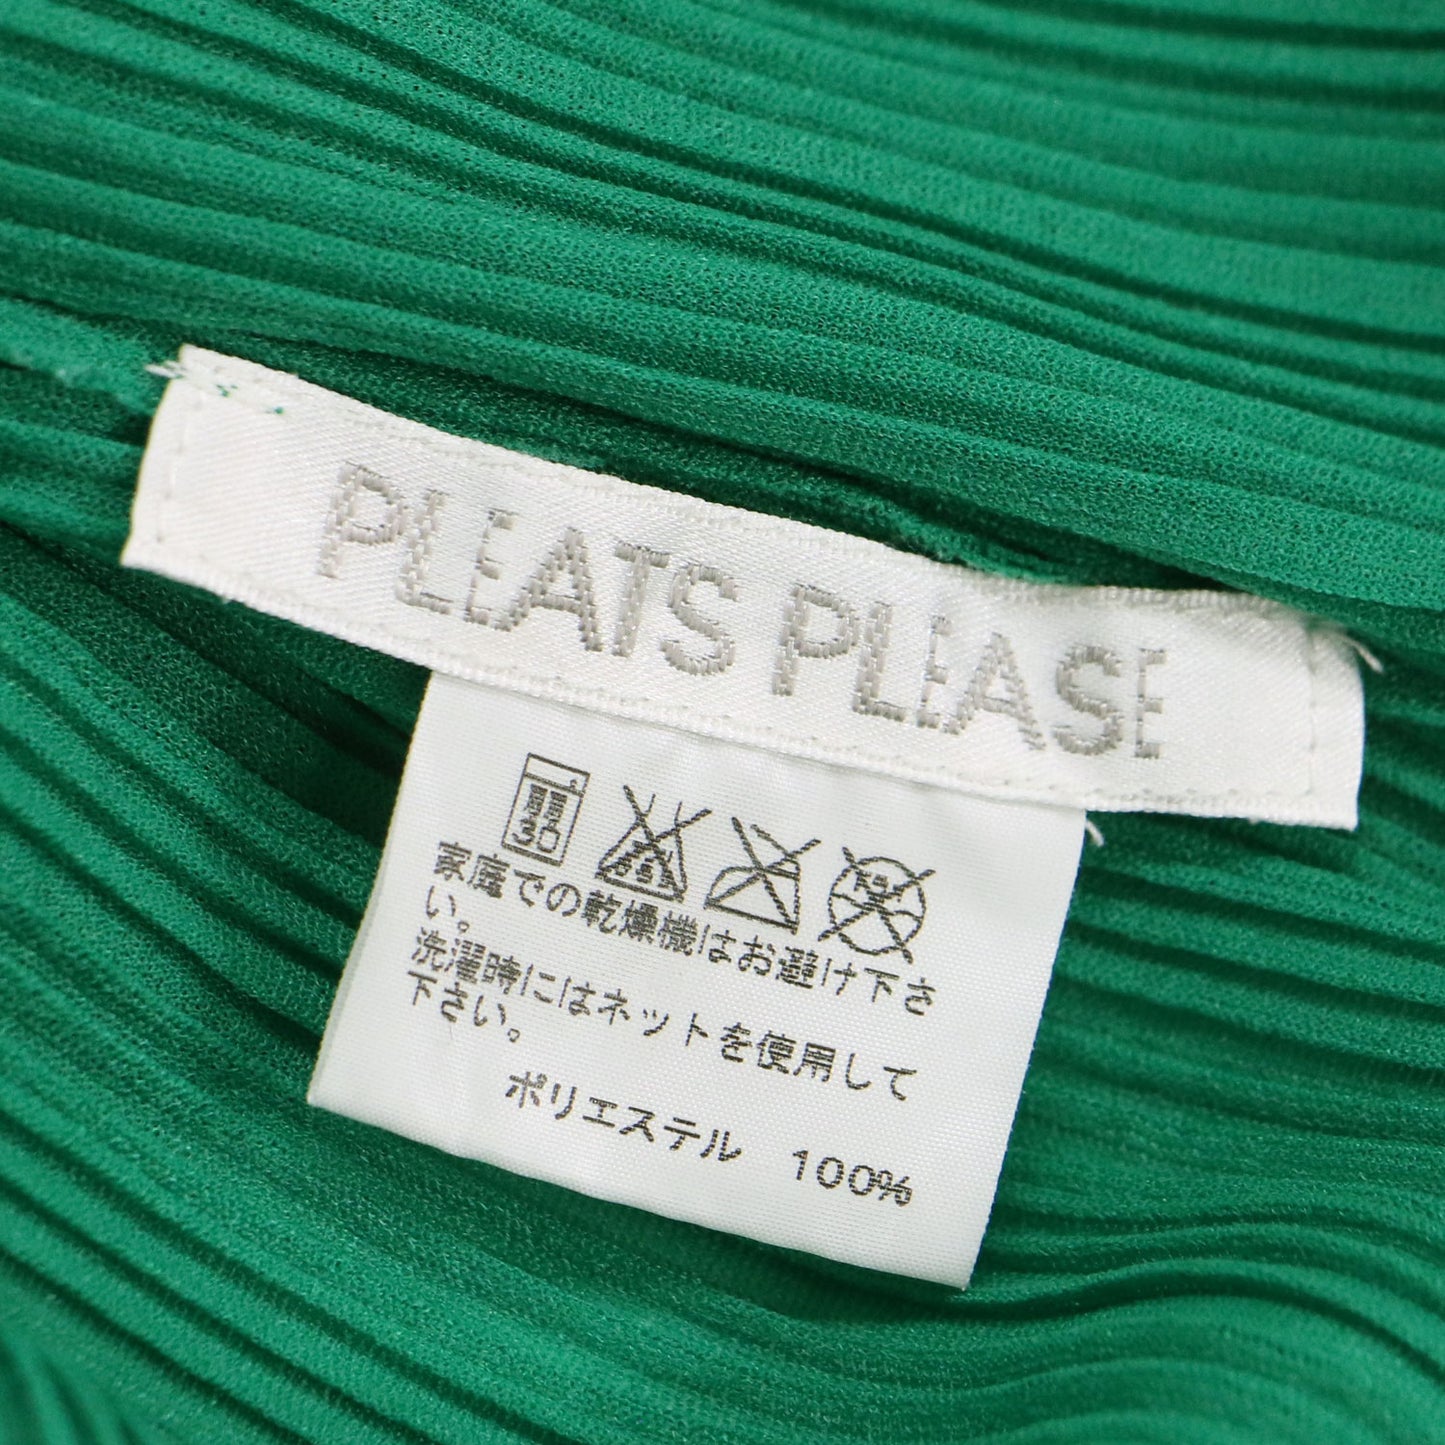 PLEATS PLEASE
30
家庭での乾燥機はお避け下さ
い。
洗濯時にはネットを使用して
下さい。
ポリエステル 100%